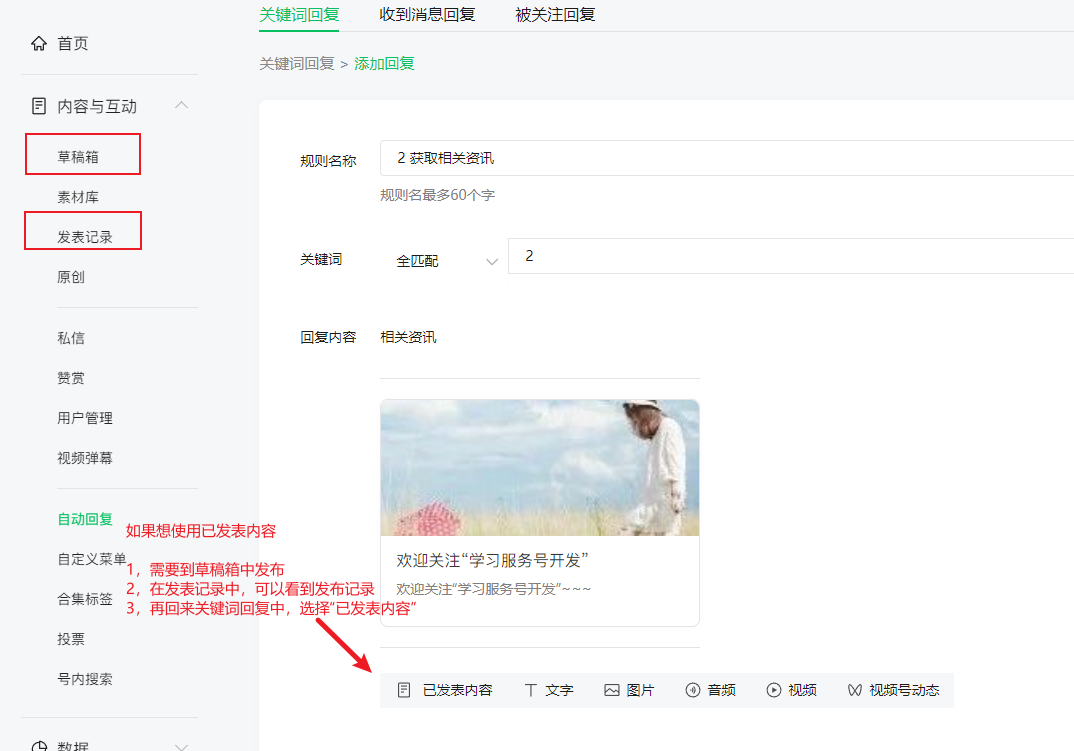 关键词回复 收到消息回复 被关注回复
首页
关键词回复 > 添加回复
内容与互动
草稿箱
规则名称 2 获取相关资讯
素材库
规则名最多60个字
发表记录
关键词 全匹配 2
原创
私信
回复内容 相关资讯
赞赏
用户管理
视频弹幕
自动回复
如果想使用已发表内容
自定义菜单
1，需要到草稿箱中发布
2，在发表记录中，可以看到发布记录
3，再回来关键词回复中，选择“已发表内容”
合集标签
投票
号内搜索
数据
欢迎关注“学习服务号开发”
欢迎关注“学习服务号开发”~~~
已发表内容 文字 图片 音频 视频 视频号动态